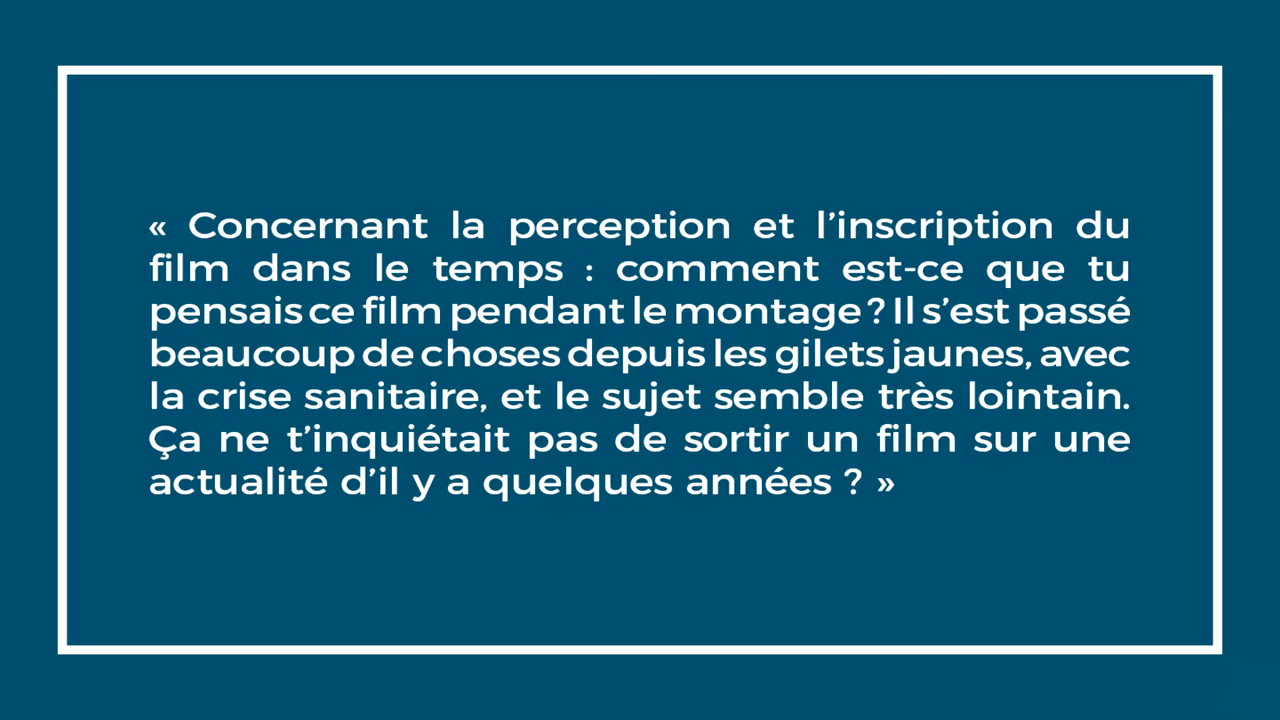 « Concernant la perception et l’inscription du
film dans le temps : comment est-ce que tu
pensais ce film pendant le montage ? Il s’est passé
beaucoup de choses depuis les gilets jaunes, avec
la crise sanitaire, et le sujet semble très lointain.
Ça ne t’inquiétait pas de sortir un film sur une
actualité d’il y a quelques années ? »